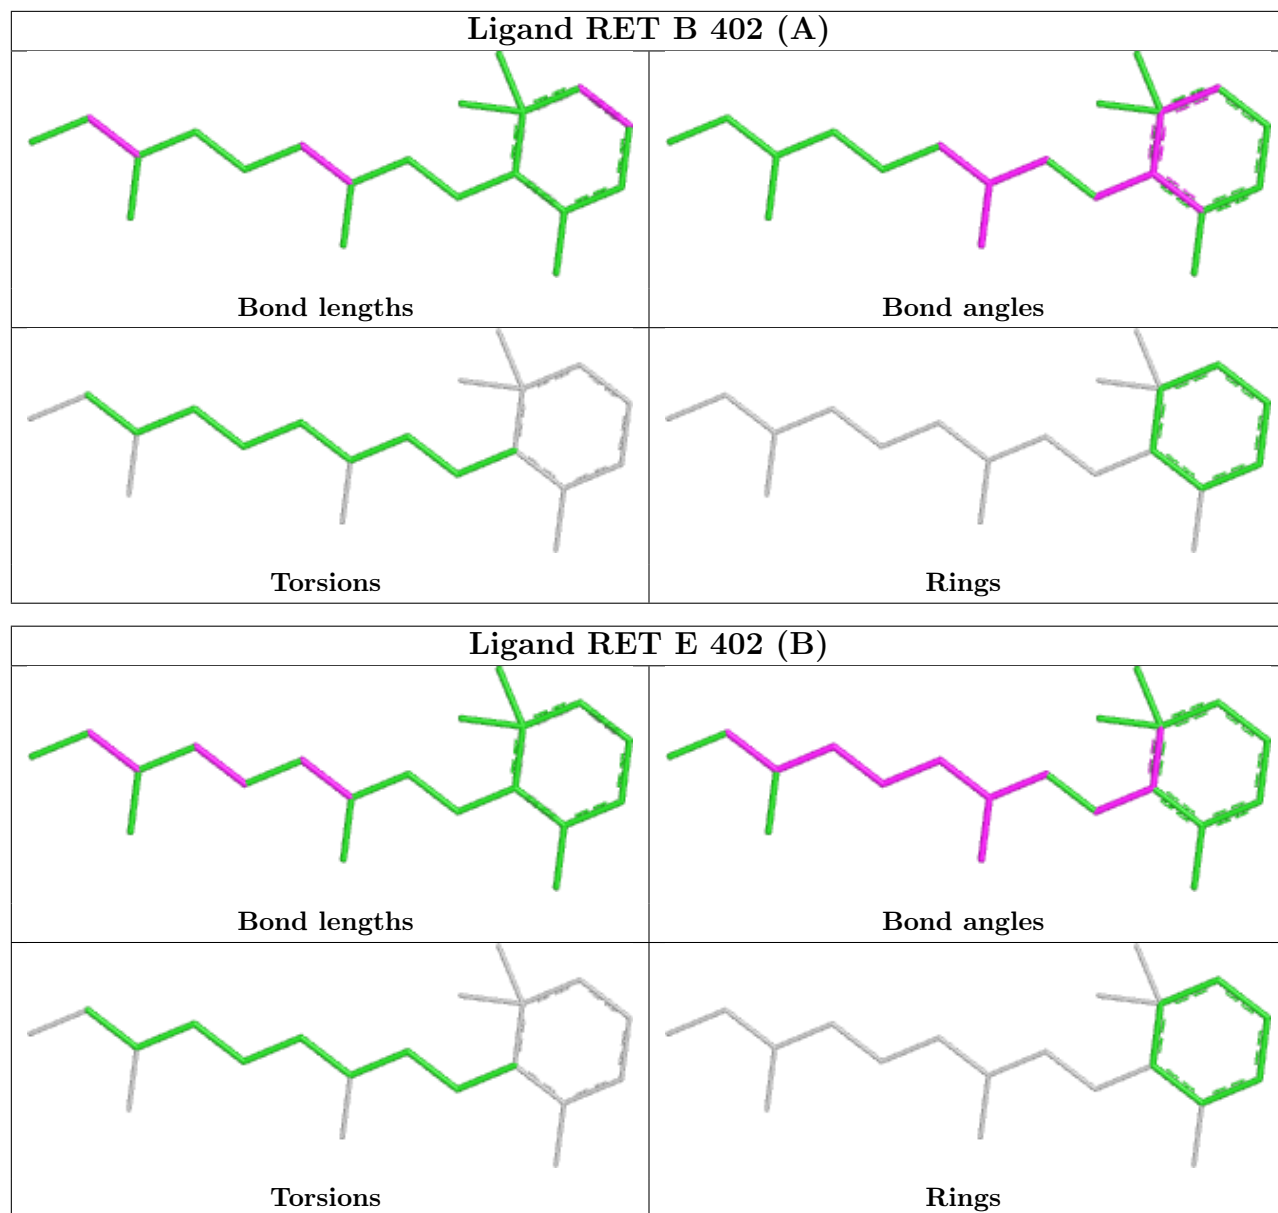 Ligand RET B 402 (A)
Bond lengths
Bond angles
Torsions
Rings
Ligand RET E 402 (B)
Bond lengths
Bond angles
Torsions
Rings